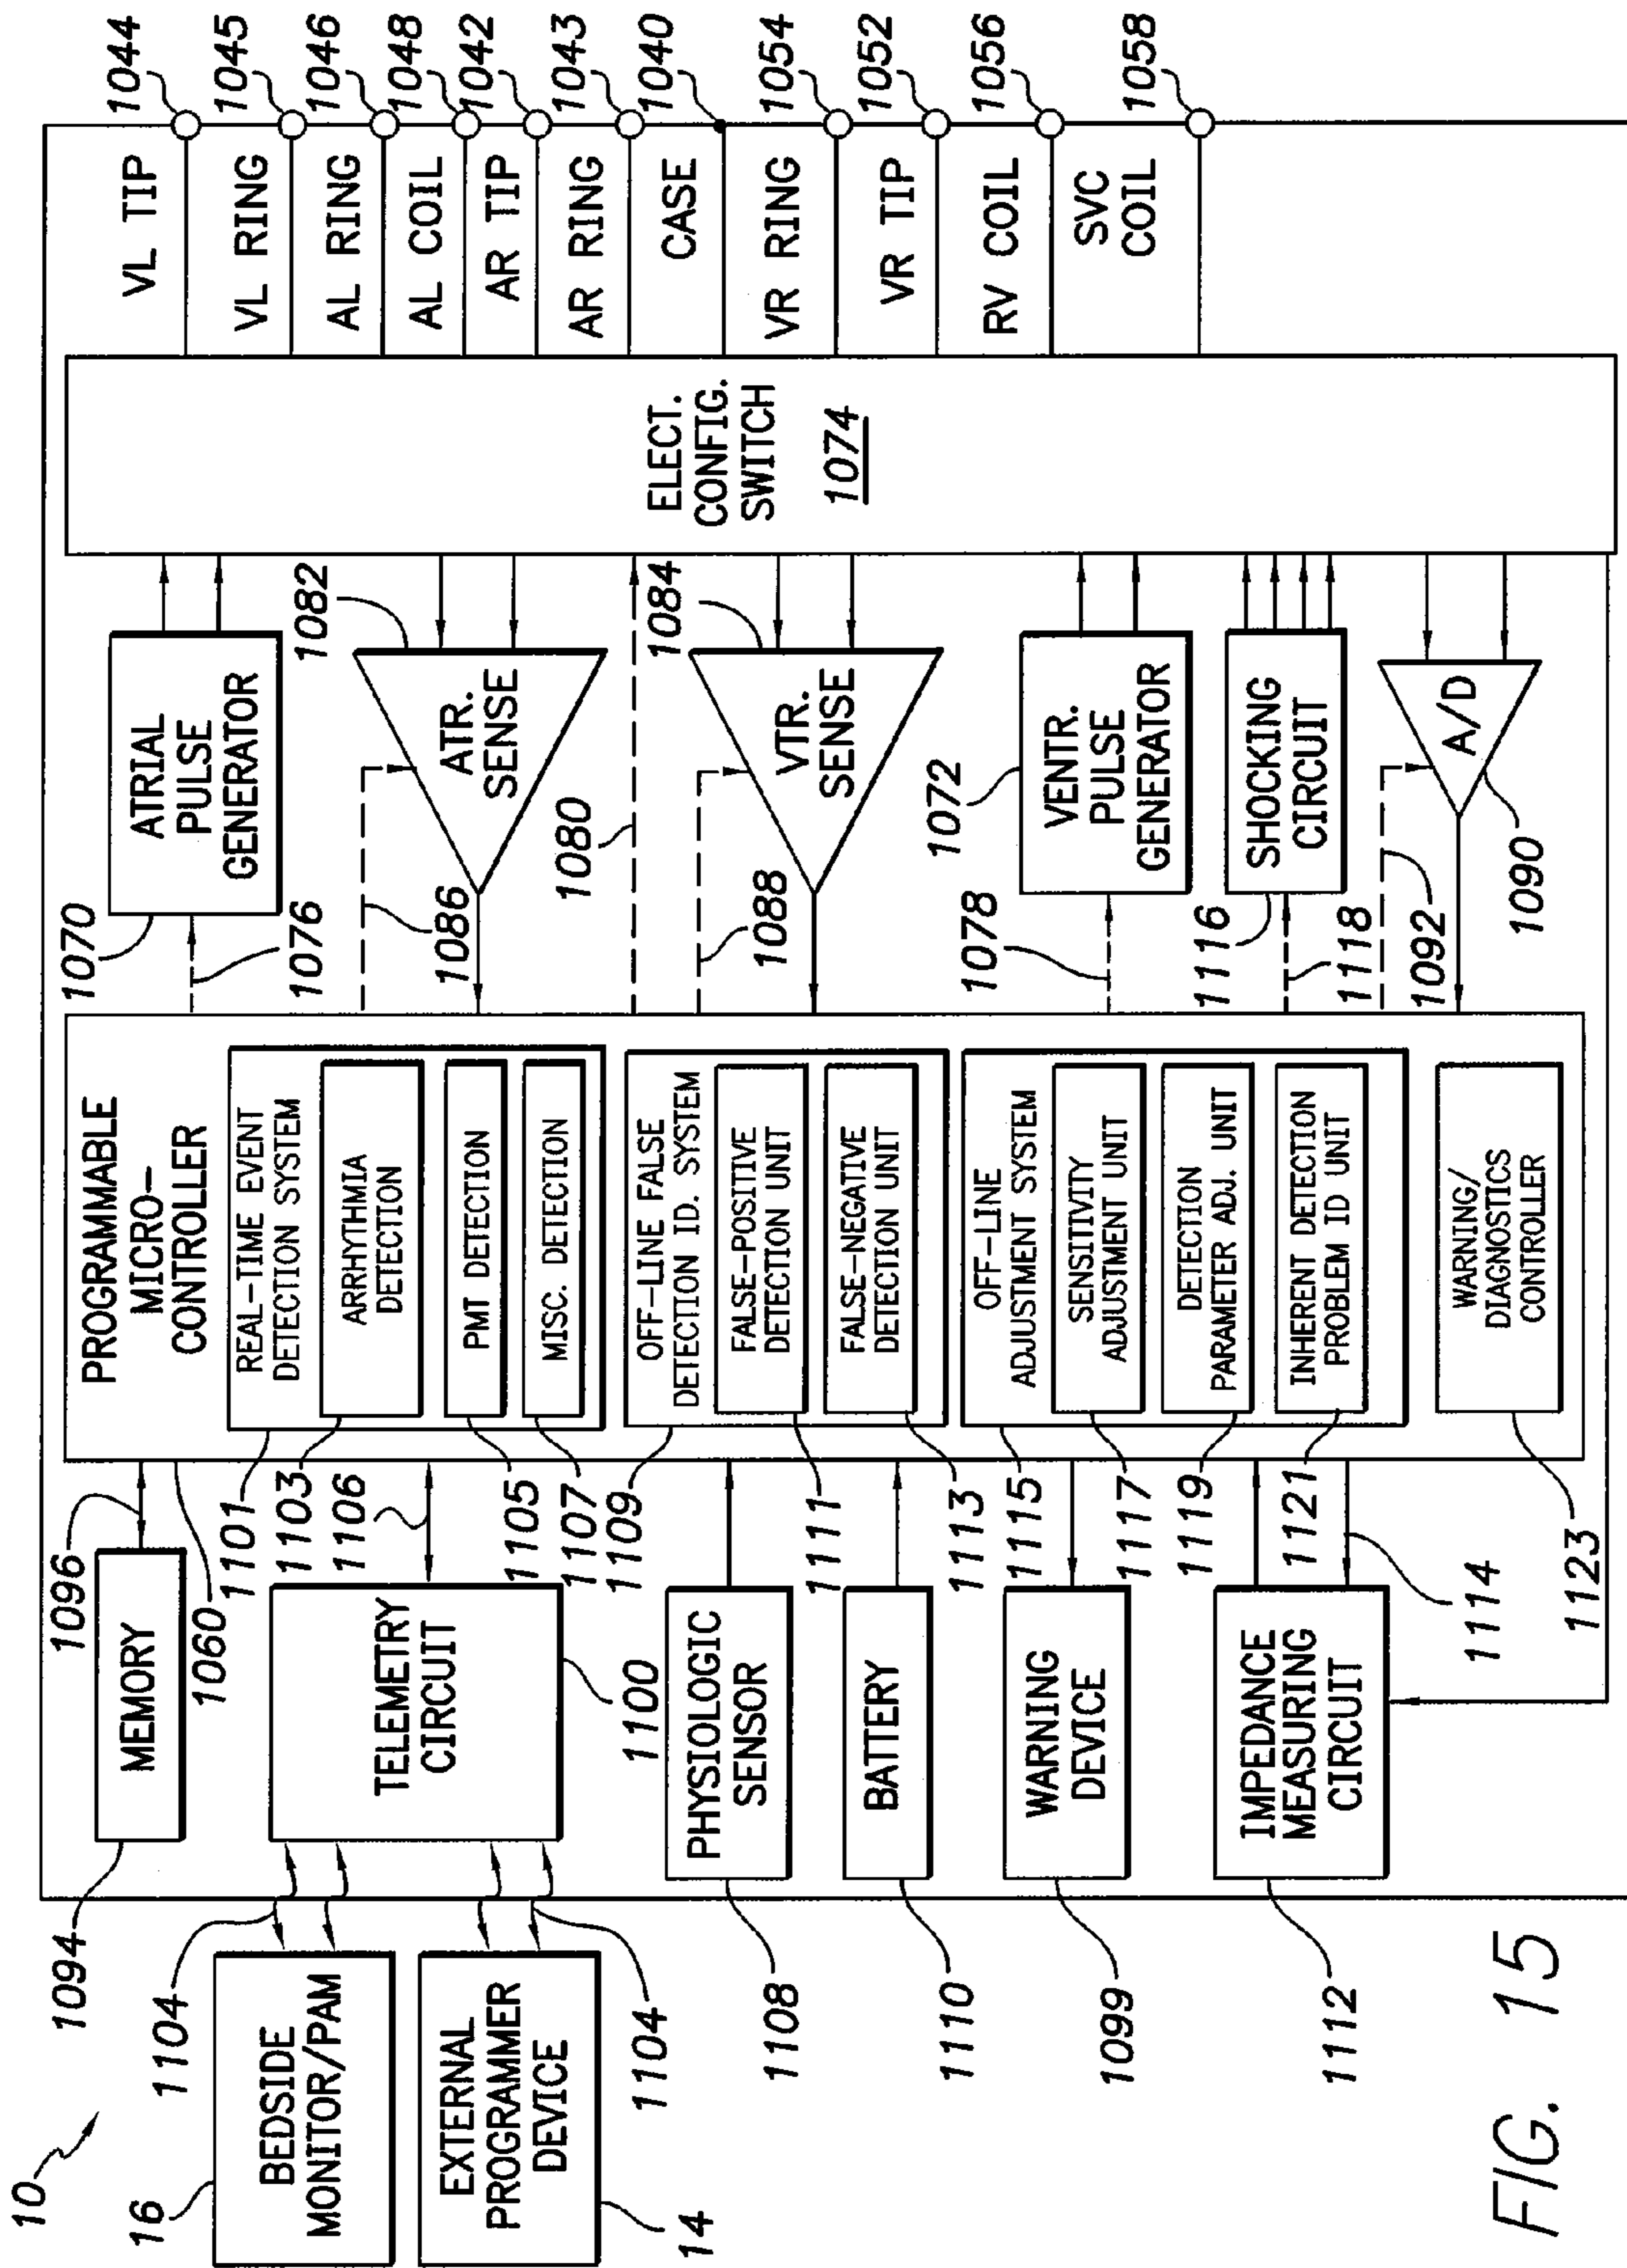 10
16
BEDSIDE
MONITOR/PAM
1104
EXTERNAL
PROGRAMMER
DEVICE
14
1104
1094
MEMORY
1096
1060
TELEMETRY
CIRCUIT
1100
1106
PHYSIOLOGIC
SENSOR
1108
BATTERY
1110
WARNING
DEVICE
1099
IMPEDANCE
MEASURING
CIRCUIT
1112
1114
PROGRAMMABLE
MICRO-
CONTROLLER
REAL-TIME EVENT
DETECTION SYSTEM
1101
ARRHYTHMIA
DETECTION
1103
PMT DETECTION
1105
MISC. DETECTION
1107
OFF-LINE FALSE
DETECTION ID. SYSTEM
1109
FALSE-POSITIVE
DETECTION UNIT
1111
FALSE-NEGATIVE
DETECTION UNIT
1113
OFF-LINE
ADJUSTMENT SYSTEM
1115
SENSITIVITY
ADJUSTMENT UNIT
1117
DETECTION
PARAMETER ADJ. UNIT
1119
INHERENT DETECTION
PROBLEM ID UNIT
1121
WARNING/
DIAGNOSTICS
CONTROLLER
1123
1070
ATRIAL
PULSE
GENERATOR
1076
1082
ATR.
SENSE
1086
1080
1084
VTR.
SENSE
1088
1072
VENTR.
PULSE
GENERATOR
1078
SHOCKING
CIRCUIT
1116
1118
A/D
1092
1090
ELECT.
CONFIG.
SWITCH
1074
VL TIP
1044
VL RING
1045
AL RING
1046
AL COIL
1048
AR TIP
1042
AR RING
1043
CASE
1040
VR RING
1054
VR TIP
1052
RV COIL
1056
SVC
COIL
1058
FIG. 15